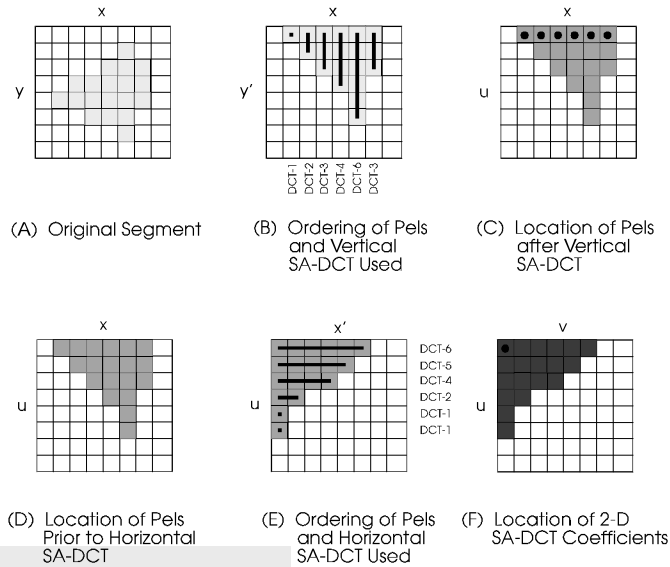 x
x
x
y
y′
u
DCT-1
DCT-2
DCT-3
DCT-4
DCT-6
DCT-3
(A) Original Segment
(B) Ordering of Pels
and Vertical
SA-DCT Used
(C) Location of Pels
after Vertical
SA-DCT
x
x′
v
u
u
u
DCT-6
DCT-5
DCT-4
DCT-2
DCT-1
DCT-1
(D) Location of Pels
Prior to Horizontal
SA-DCT
(E) Ordering of Pels
and Horizontal
SA-DCT Used
(F) Location of 2-D
SA-DCT Coefficients